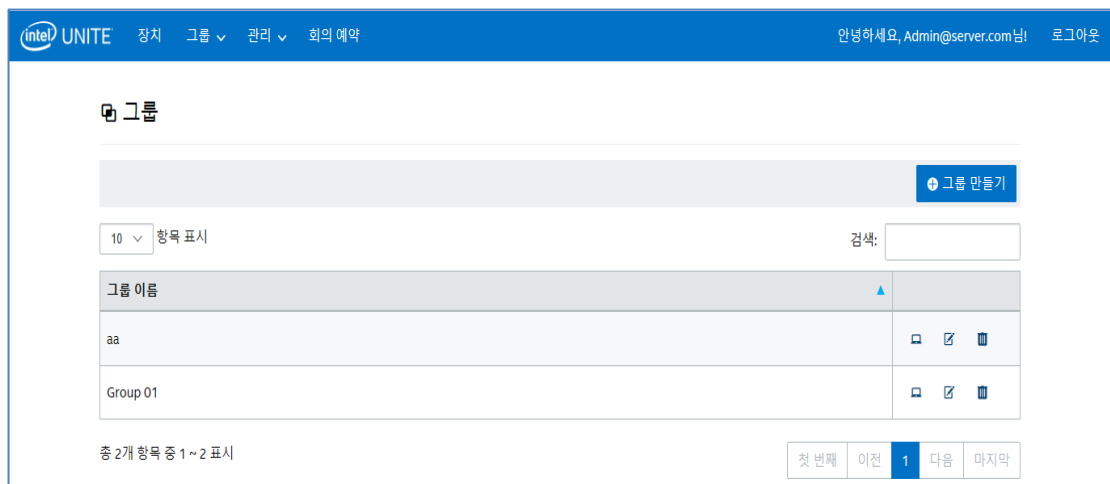 intel UNITE 장치 그룹 관리 회의 예약 안녕하세요, Admin@server.com님! 로그아웃
그룹
그룹 만들기
10 항목 표시 검색:
그룹 이름
aa
Group 01
총 2개 항목 중 1 ~ 2 표시
첫 번째 이전 1 다음 마지막